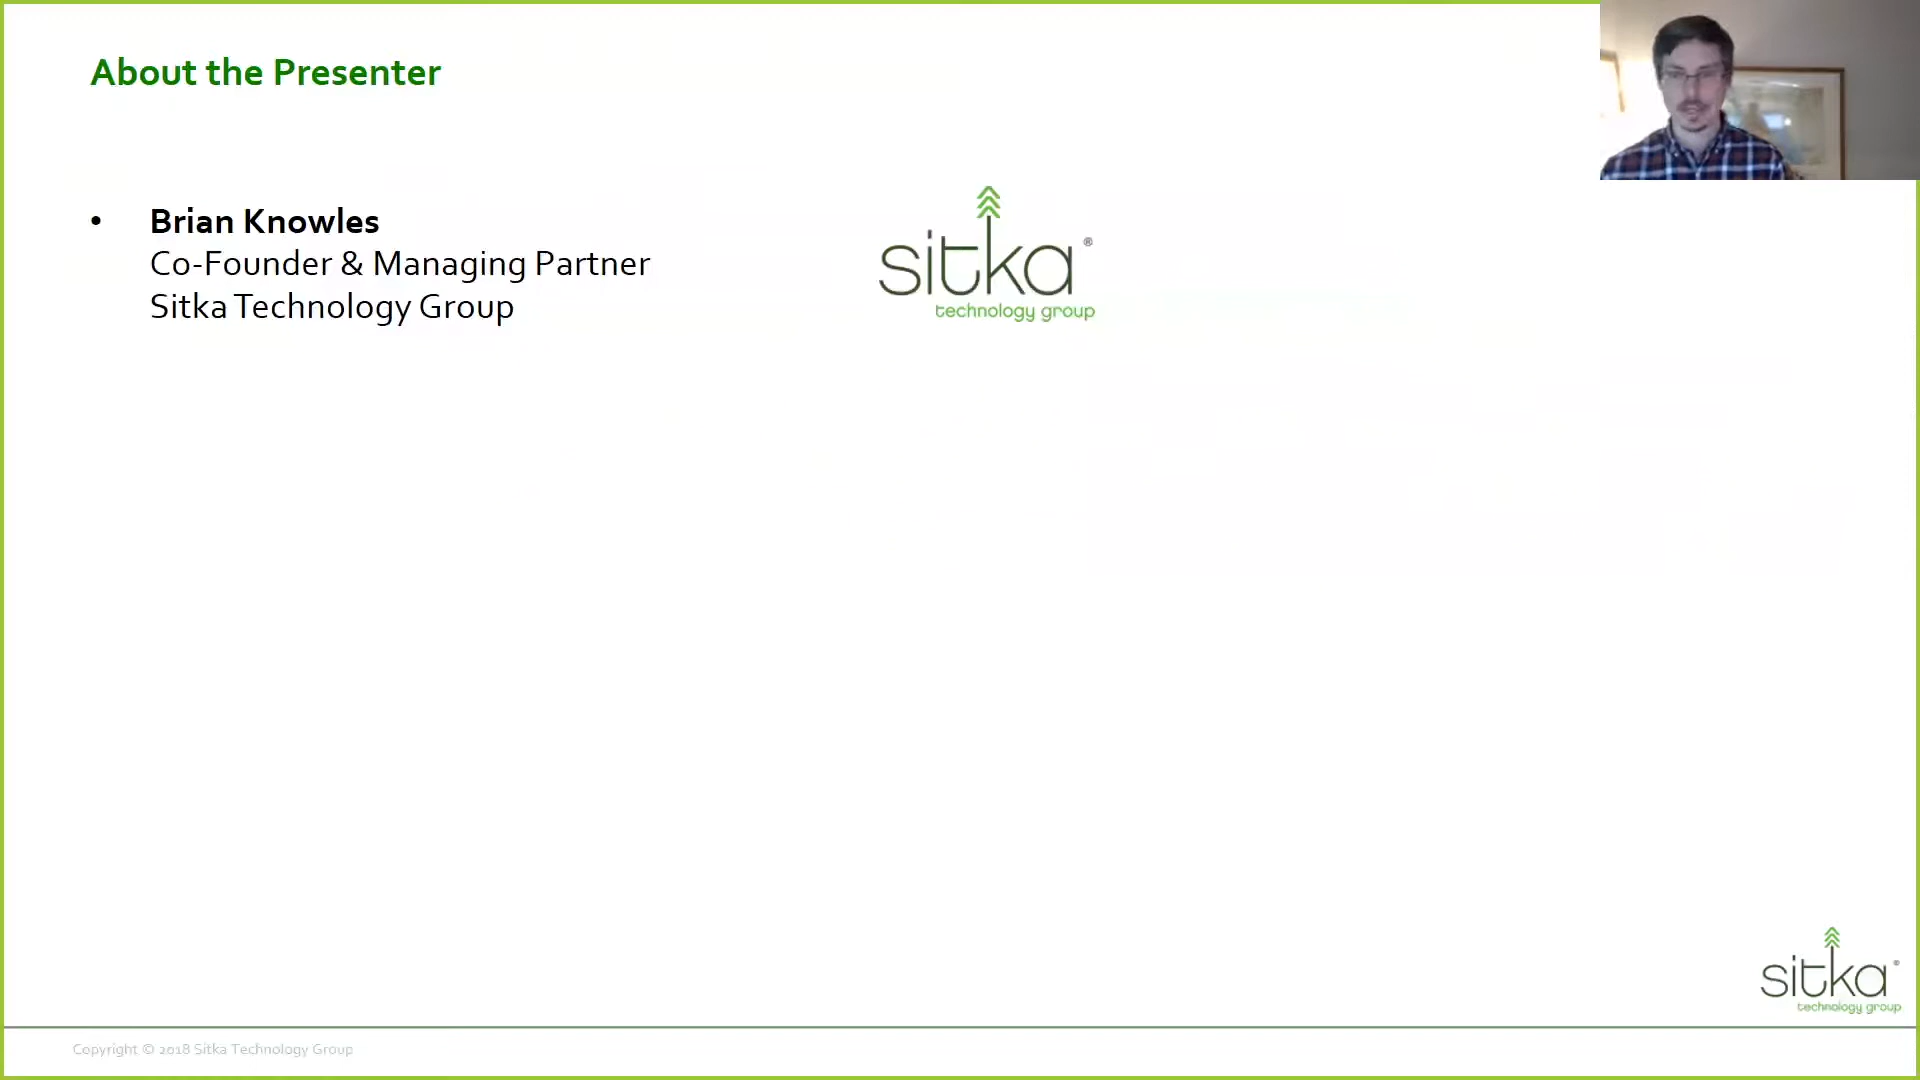 About the Presenter
• Brian Knowles
Co-Founder & Managing Partner
Sitka Technology Group
sitka®
technology group
sitka®
technology group
Copyright © 2018 Sitka Technology Group